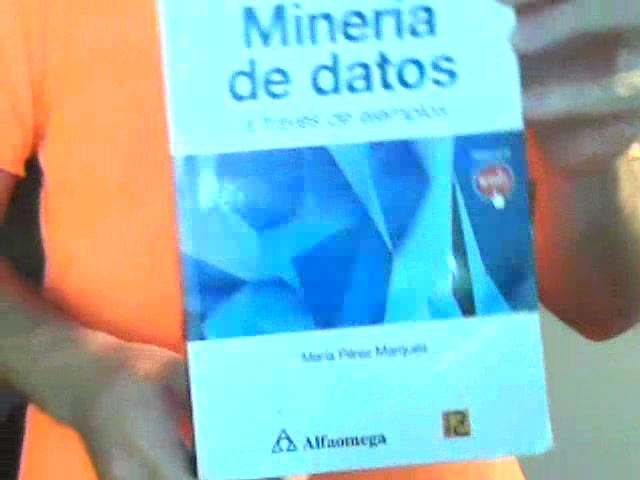 Minería
de datos
a través de ejemplos
María Pérez Marqués
Alfaomega